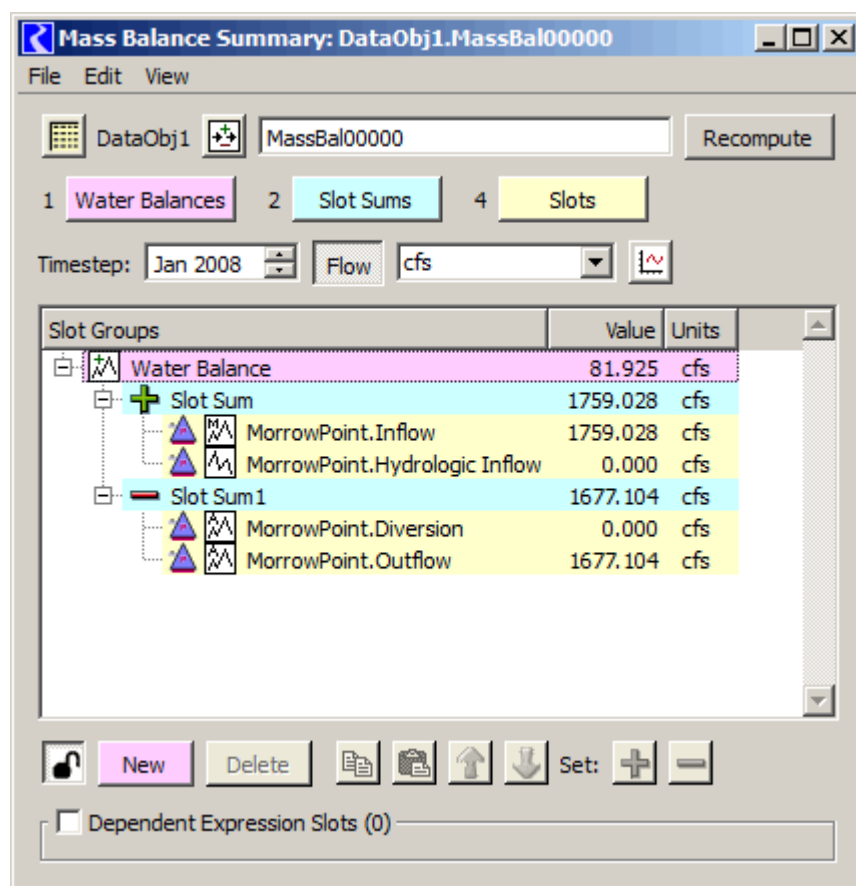 Mass Balance Summary: DataObj1.MassBal00000
File Edit View
DataObj1 MassBal00000 Recompute
1 Water Balances 2 Slot Sums 4 Slots
Timestep: Jan 2008 Flow cfs
Slot Groups Value Units
Water Balance 81.925 cfs
Slot Sum 1759.028 cfs
MorrowPoint.Inflow 1759.028 cfs
MorrowPoint.Hydrologic Inflow 0.000 cfs
Slot Sum1 1677.104 cfs
MorrowPoint.Diversion 0.000 cfs
MorrowPoint.Outflow 1677.104 cfs
New Delete Set:
Dependent Expression Slots (0)